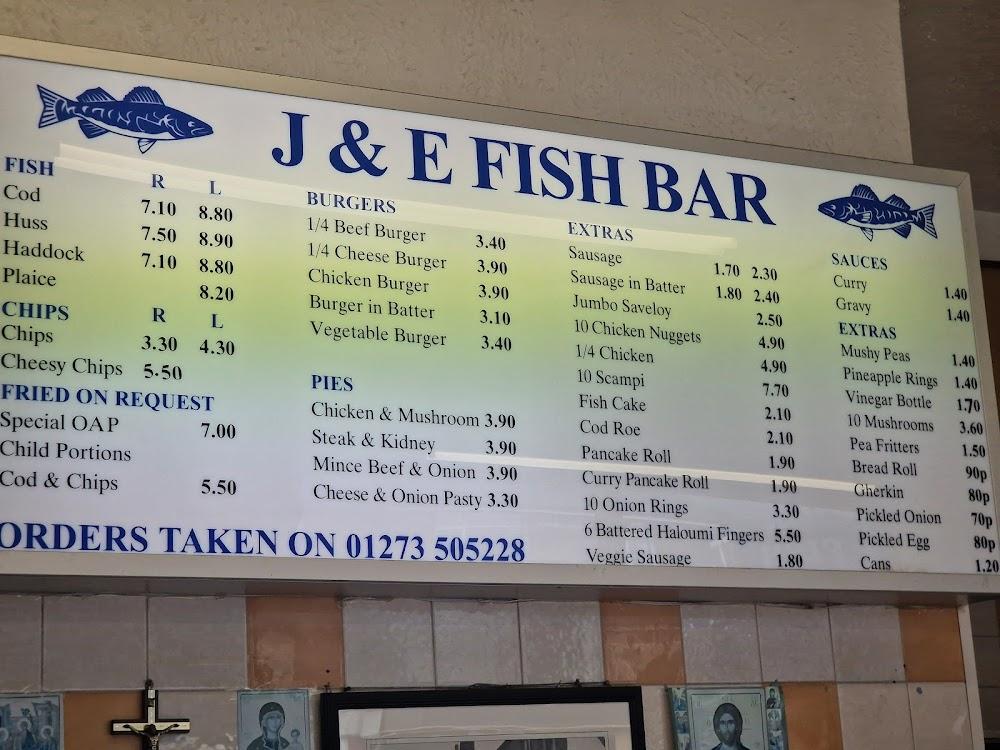 J & E FISH BAR
FISH R L
Cod 7.10 8.80
Huss 7.50 8.90
Haddock 7.10 8.80
Plaice 8.20
CHIPS R L
Chips 3.30 4.30
Cheesy Chips 5.50
FRIED ON REQUEST
Special OAP 7.00
Child Portions
Cod & Chips 5.50
BURGERS
1/4 Beef Burger 3.40
1/4 Cheese Burger 3.90
Chicken Burger 3.90
Burger in Batter 3.10
Vegetable Burger 3.40
PIES
Chicken & Mushroom 3.90
Steak & Kidney 3.90
Mince Beef & Onion 3.90
Cheese & Onion Pasty 3.30
EXTRAS
Sausage 1.70 2.30
Sausage in Batter 1.80 2.40
Jumbo Saveloy 2.50
10 Chicken Nuggets 4.90
1/4 Chicken 4.90
10 Scampi 7.70
Fish Cake 2.10
Cod Roe 2.10
Pancake Roll 1.90
Curry Pancake Roll 1.90
10 Onion Rings 3.30
6 Battered Haloumi Fingers 5.50
Veggie Sausage 1.80
SAUCES
Curry 1.40
Gravy 1.40
EXTRAS
Mushy Peas 1.40
Pineapple Rings 1.40
Vinegar Bottle 1.70
10 Mushrooms 3.60
Pea Fritters 1.50
Bread Roll 90p
Gherkin 80p
Pickled Onion 70p
Pickled Egg 80p
Cans 1.20
ORDERS TAKEN ON 01273 505228